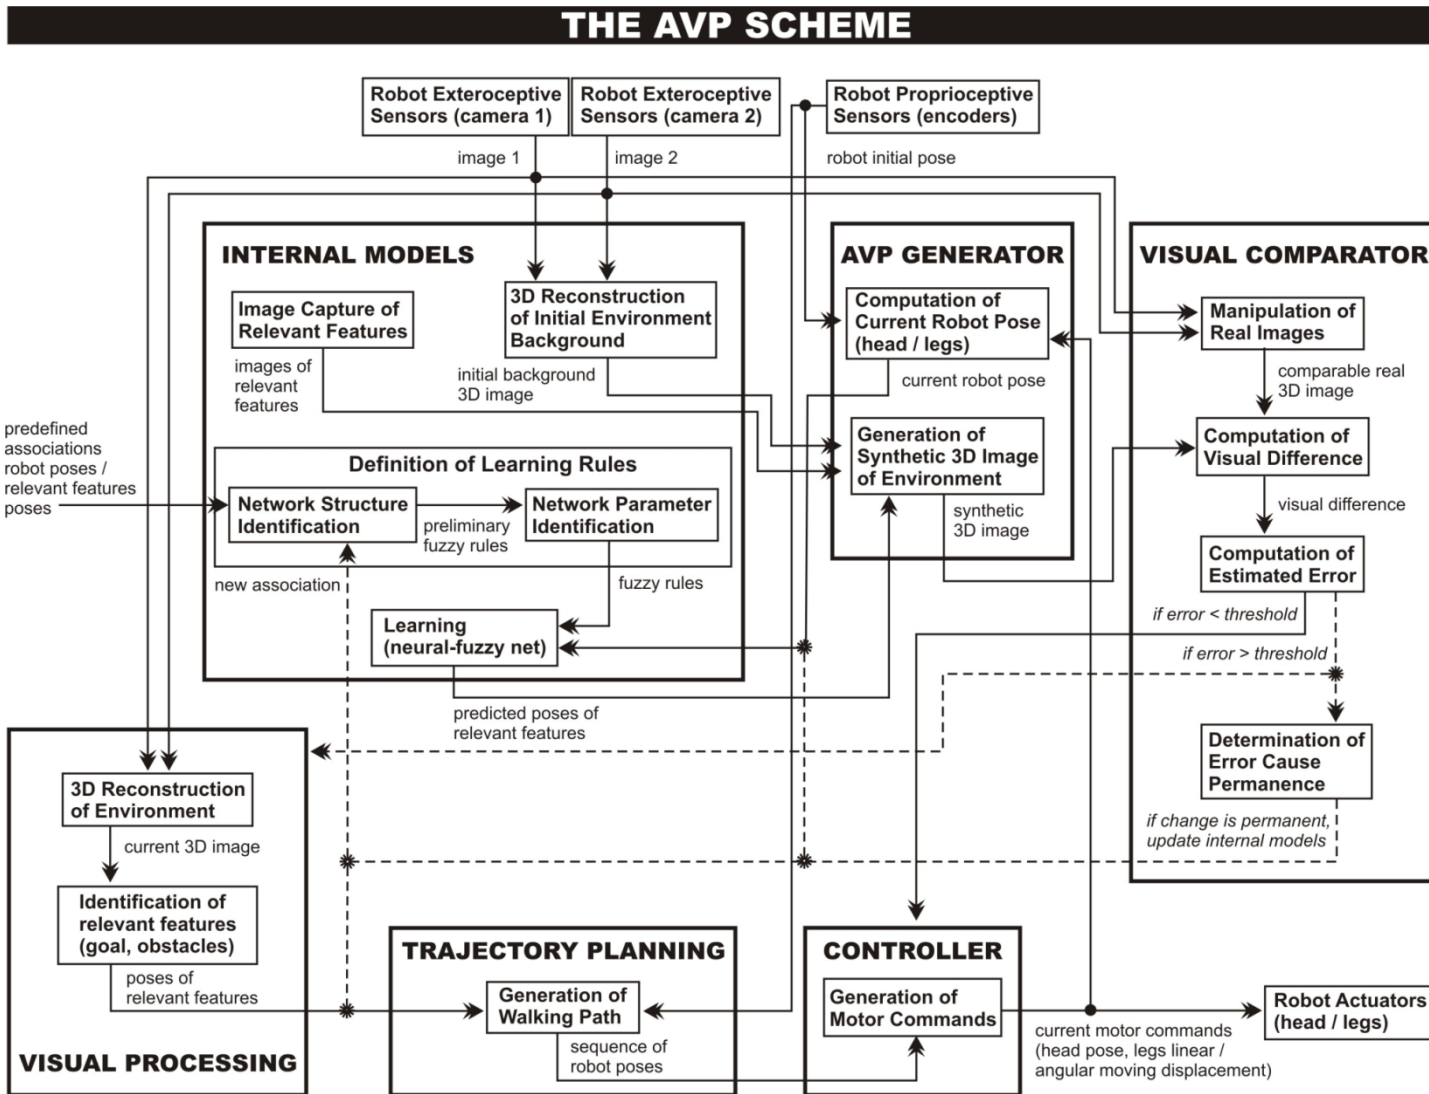 THE AVP SCHEME
Robot Exteroceptive
Sensors (camera 1)
Robot Exteroceptive
Sensors (camera 2)
Robot Proprioceptive
Sensors (encoders)
image 1
image 2
robot initial pose
INTERNAL MODELS
Image Capture of
Relevant Features
images of
relevant
features
3D Reconstruction
of Initial Environment
Background
initial background
3D image
predefined
associations
robot poses /
relevant features
poses
Definition of Learning Rules
Network Structure
Identification
preliminary
fuzzy rules
Network Parameter
Identification
new association
fuzzy rules
Learning
(neural-fuzzy net)
predicted poses of
relevant features
AVP GENERATOR
Computation of
Current Robot Pose
(head / legs)
current robot pose
Generation of
Synthetic 3D Image
of Environment
synthetic
3D image
VISUAL COMPARATOR
Manipulation of
Real Images
comparable real
3D image
Computation of
Visual Difference
visual difference
Computation of
Estimated Error
if error < threshold
if error > threshold
Determination of
Error Cause
Permanence
if change is permanent,
update internal models
3D Reconstruction
of Environment
current 3D image
Identification of
relevant features
(goal, obstacles)
poses of
relevant features
VISUAL PROCESSING
TRAJECTORY PLANNING
Generation of
Walking Path
sequence of
robot poses
CONTROLLER
Generation of
Motor Commands
current motor commands
(head pose, legs linear /
angular moving displacement)
Robot Actuators
(head / legs)